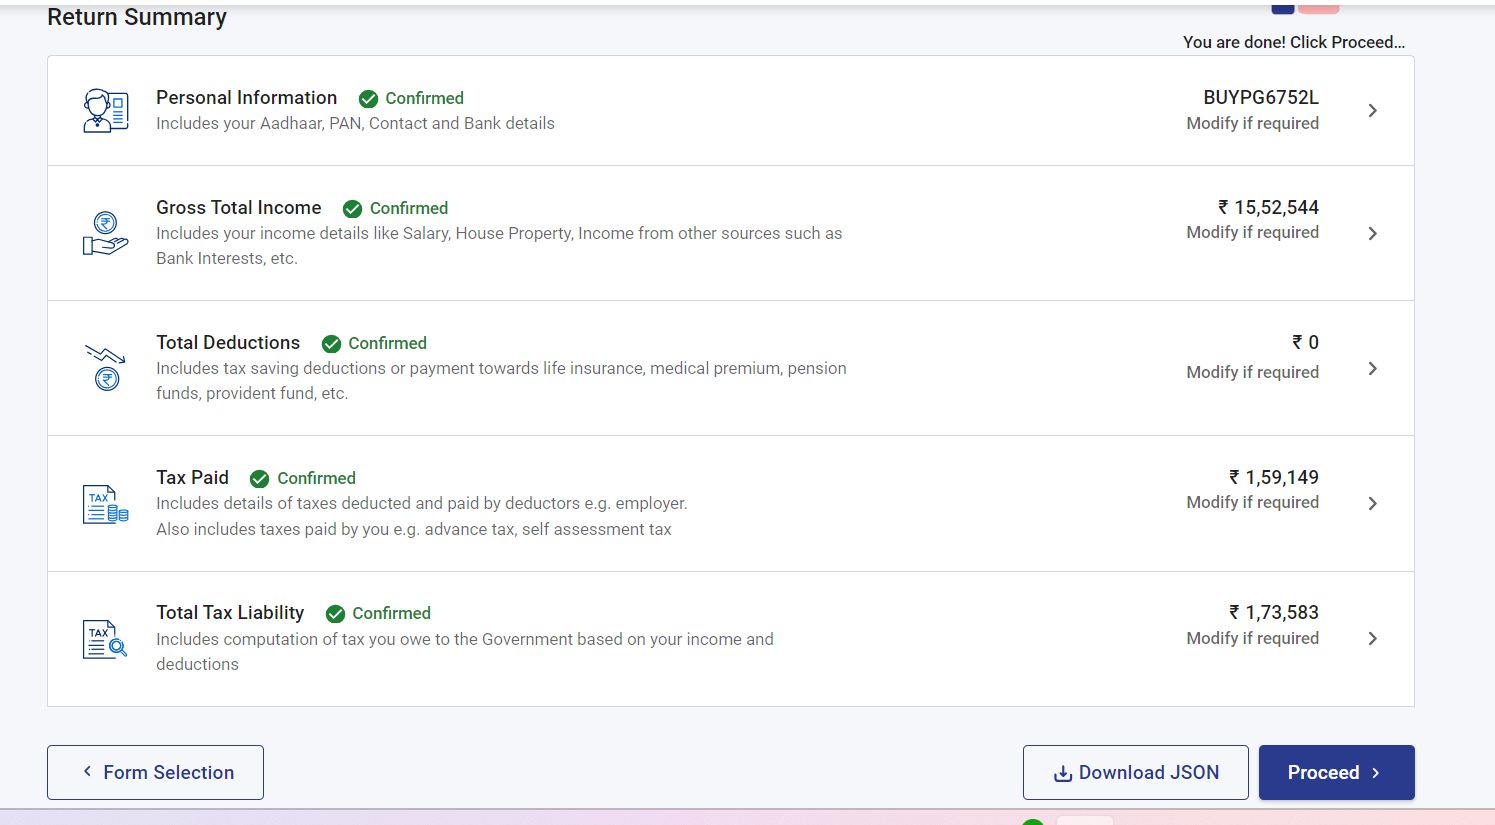 Return Summary
You are done! Click Proceed...
Personal Information Confirmed
BUYPG6752L
Includes your Aadhaar, PAN, Contact and Bank details
Modify if required
Gross Total Income Confirmed
₹ 15,52,544
Includes your income details like Salary, House Property, Income from other sources such as
Bank Interests, etc.
Modify if required
Total Deductions Confirmed
₹ 0
Includes tax saving deductions or payment towards life insurance, medical premium, pension
funds, provident fund, etc.
Modify if required
Tax Paid Confirmed
₹ 1,59,149
Includes details of taxes deducted and paid by deductors e.g. employer.
Also includes taxes paid by you e.g. advance tax, self assessment tax
Modify if required
TAX
Total Tax Liability Confirmed
₹ 1,73,583
Includes computation of tax you owe to the Government based on your income and
deductions
Modify if required
TAX
Form Selection
Download JSON
Proceed